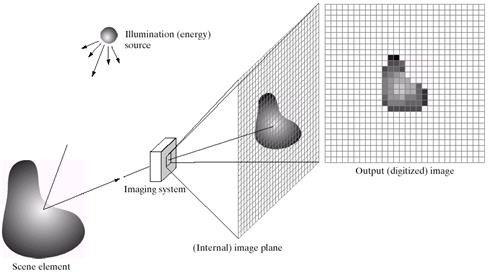 Illumination (energy)
source
Imaging system
Output (digitized) image
(Internal) image plane
Scene element